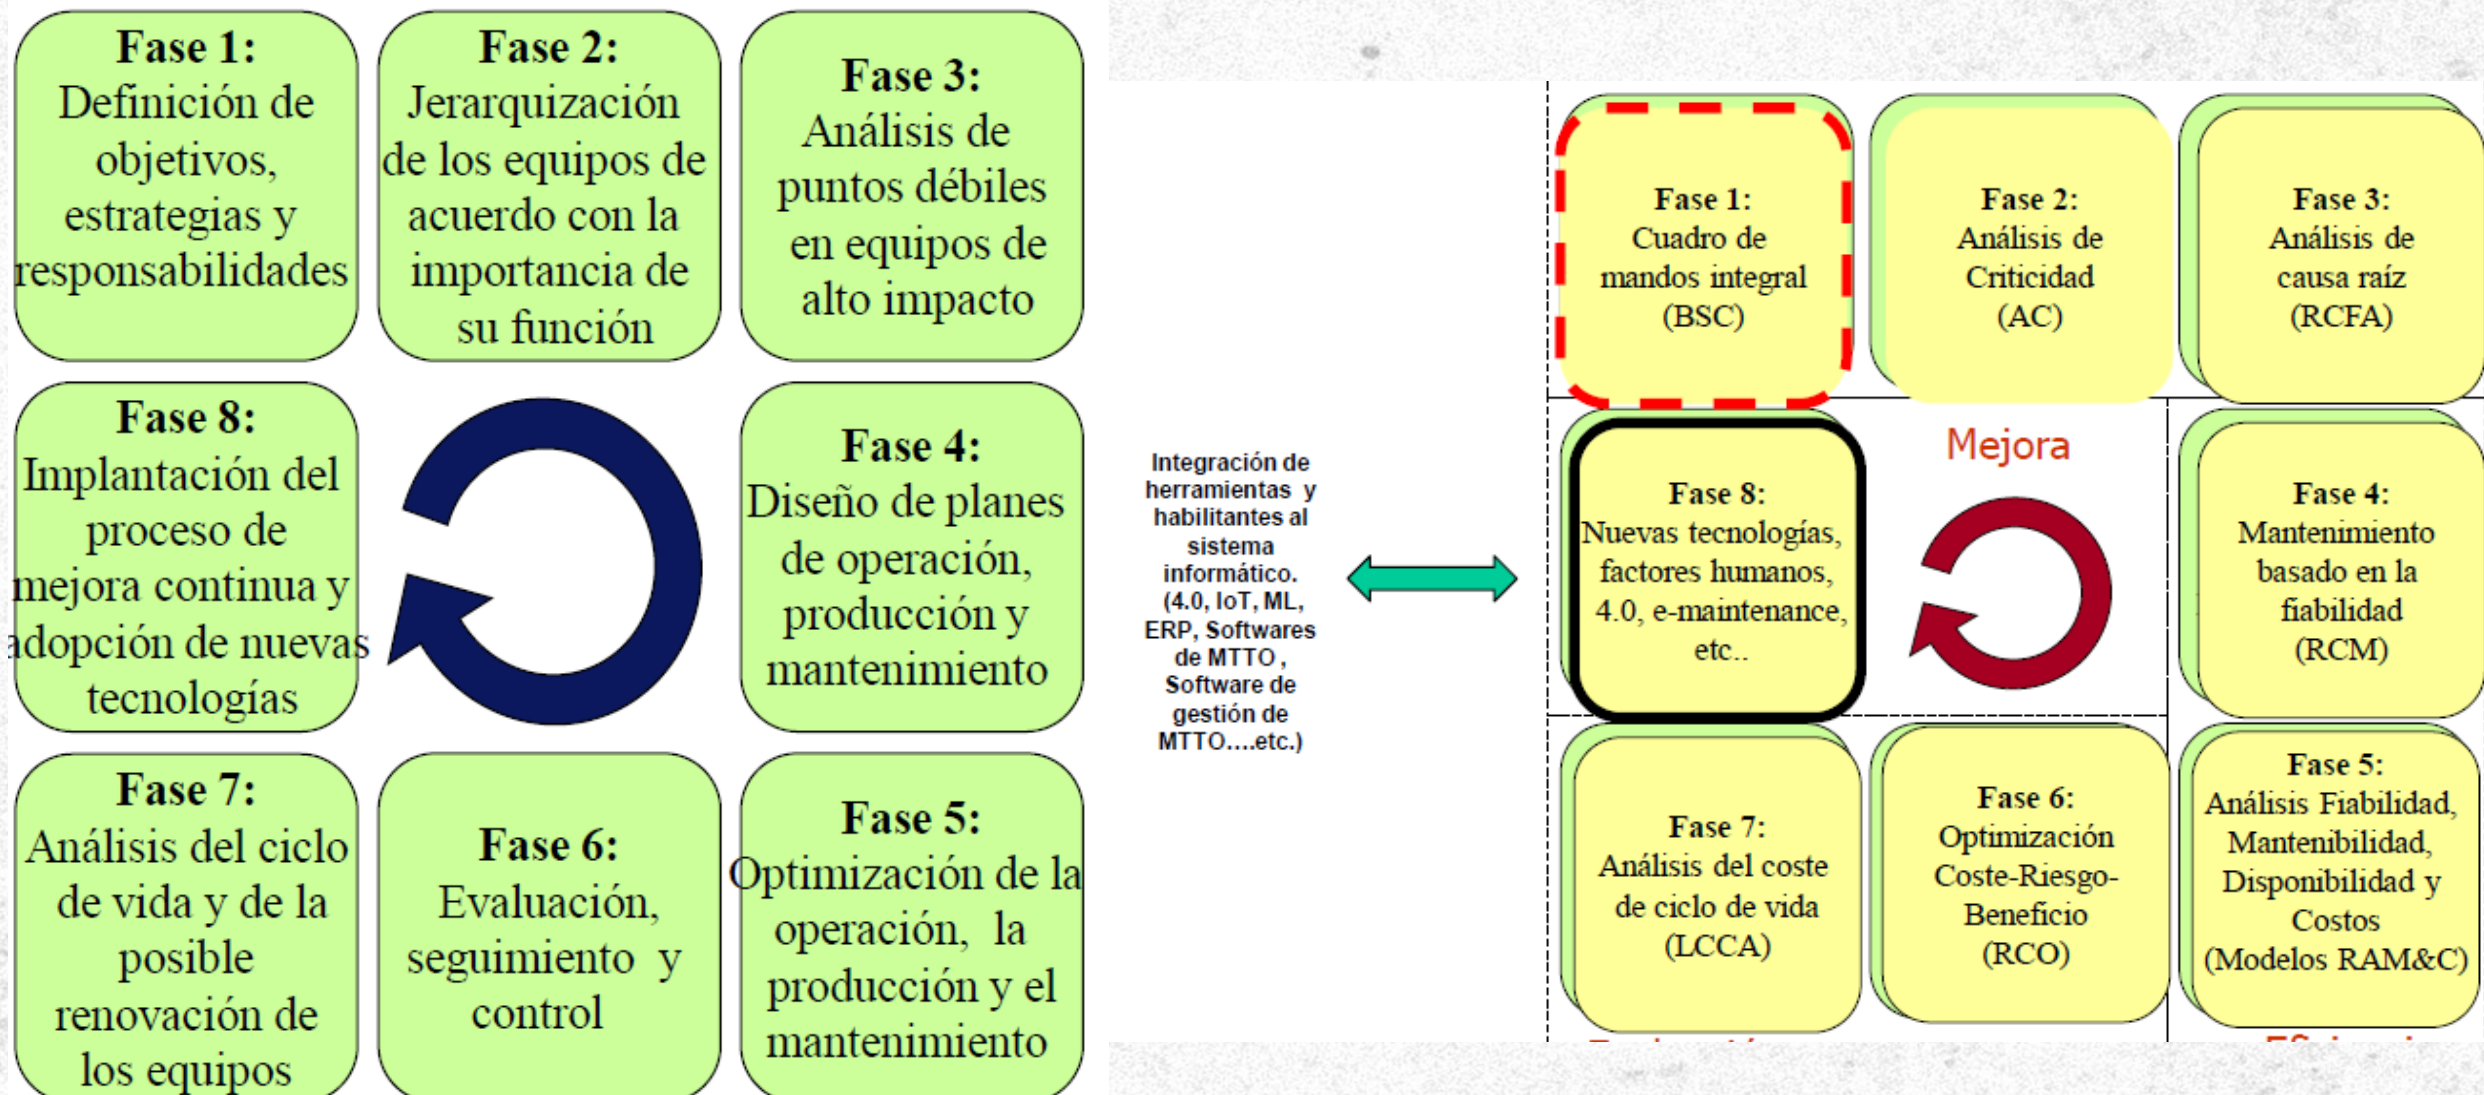 Fase 1:
Definición de
objetivos,
estrategias y
responsabilidades
Fase 2:
Jerarquización
de los equipos de
acuerdo con la
importancia de
su función
Fase 3:
Análisis de
puntos débiles
en equipos de
alto impacto
Fase 8:
Implantación del
proceso de
mejora continua y
adopción de nuevas
tecnologías
Fase 4:
Diseño de planes
de operación,
producción y
mantenimiento
Fase 7:
Análisis del ciclo
de vida y de la
posible
renovación de
los equipos
Fase 6:
Evaluación,
seguimiento y
control
Fase 5:
Optimización de la
operación, la
producción y el
mantenimiento
Integración de
herramientas y
habilitantes al
sistema
informático.
(4.0, IoT, ML,
ERP, Softwares
de MTTO ,
Software de
gestión de
MTTO....etc.)
Fase 1:
Cuadro de
mandos integral
(BSC)
Fase 2:
Análisis de
Criticidad
(AC)
Fase 3:
Análisis de
causa raíz
(RCFA)
Fase 8:
Nuevas tecnologías,
factores humanos,
4.0, e-maintenance,
etc..
Mejora
Fase 4:
Mantenimiento
basado en la
fiabilidad
(RCM)
Fase 7:
Análisis del coste
de ciclo de vida
(LCCA)
Fase 6:
Optimización
Coste-Riesgo-
Beneficio
(RCO)
Fase 5:
Análisis Fiabilidad,
Mantenibilidad,
Disponibilidad y
Costos
(Modelos RAM&C)